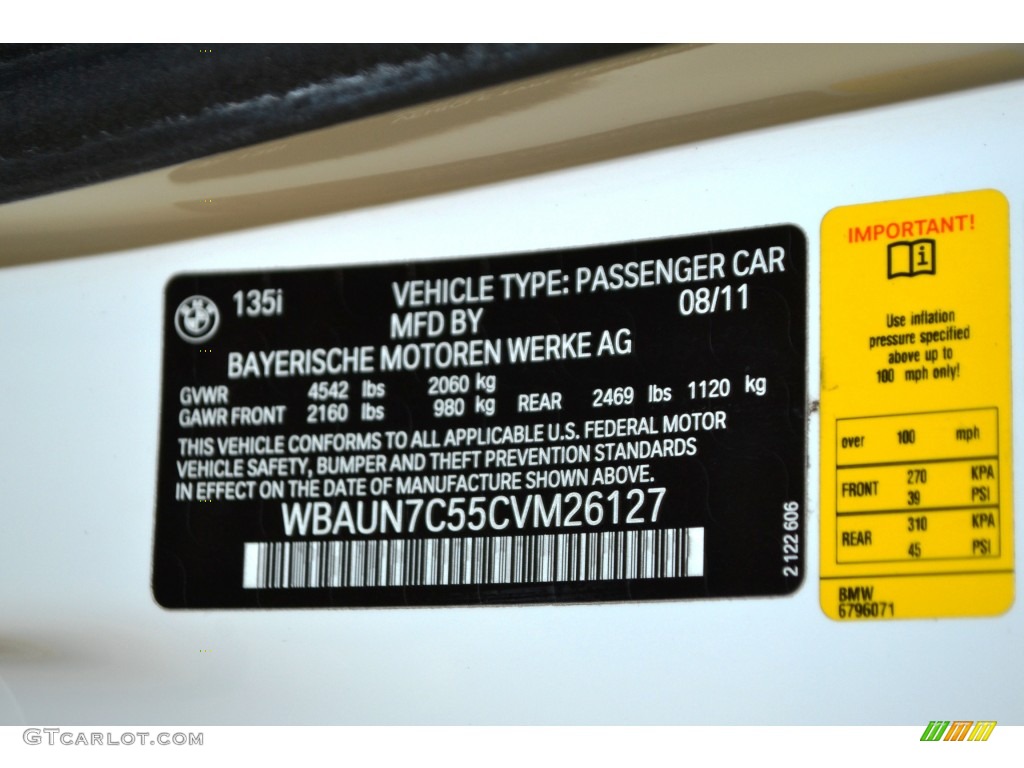 135i
VEHICLE TYPE: PASSENGER CAR
MFD BY 08/11
BAYERISCHE MOTOREN WERKE AG
GVWR 4542 lbs 2060 kg
GAWR FRONT 2160 lbs 980 kg REAR 2469 lbs 1120 kg
THIS VEHICLE CONFORMS TO ALL APPLICABLE U.S. FEDERAL MOTOR
VEHICLE SAFETY, BUMPER AND THEFT PREVENTION STANDARDS
IN EFFECT ON THE DATE OF MANUFACTURE SHOWN ABOVE.
WBAUN7C55CVM26127
2 122 606
IMPORTANT!
i
Use inflation
pressure specified
above up to
100 mph only!
over 100 mph
FRONT 270 KPA
39 PSI
REAR 310 KPA
45 PSI
BMW
6796071
GTCARLOT.COM